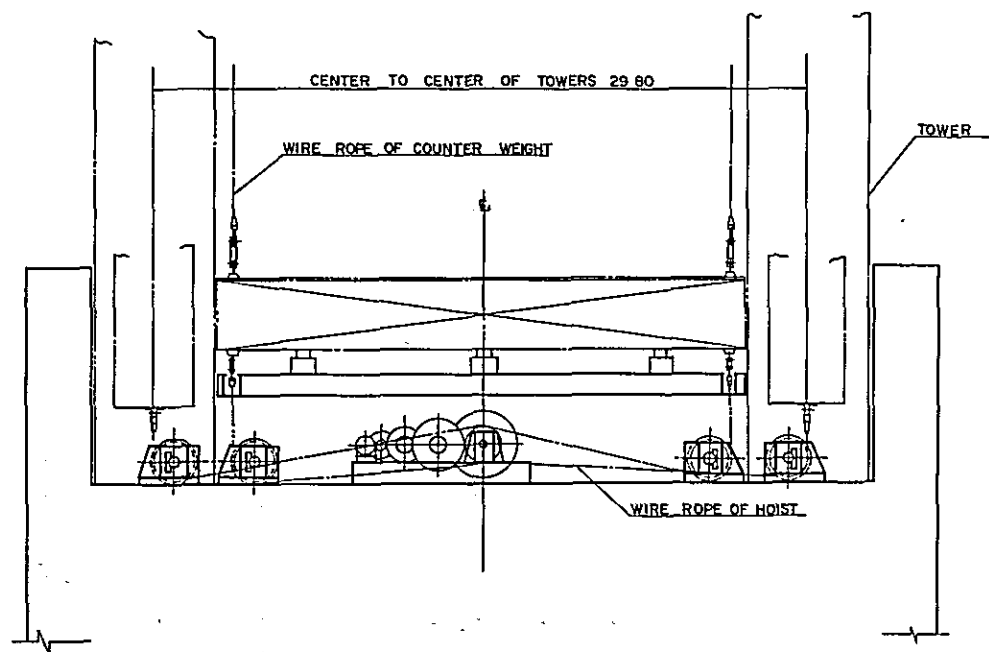 CENTER TO CENTER OF TOWERS 29 80
TOWER
WIRE ROPE OF COUNTER WEIGHT
℄
WIRE ROPE OF HOIST